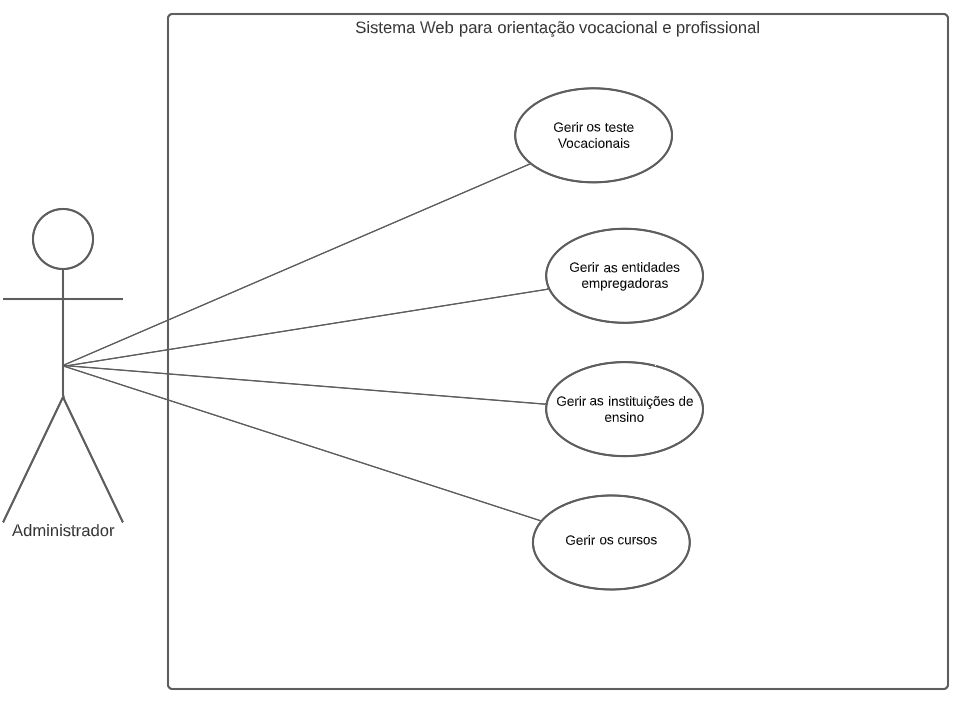 Sistema Web para orientação vocacional e profissional
Gerir os teste
Vocacionais
Gerir as entidades
empregadoras
Gerir as instituições de
ensino
Administrador
Gerir os cursos